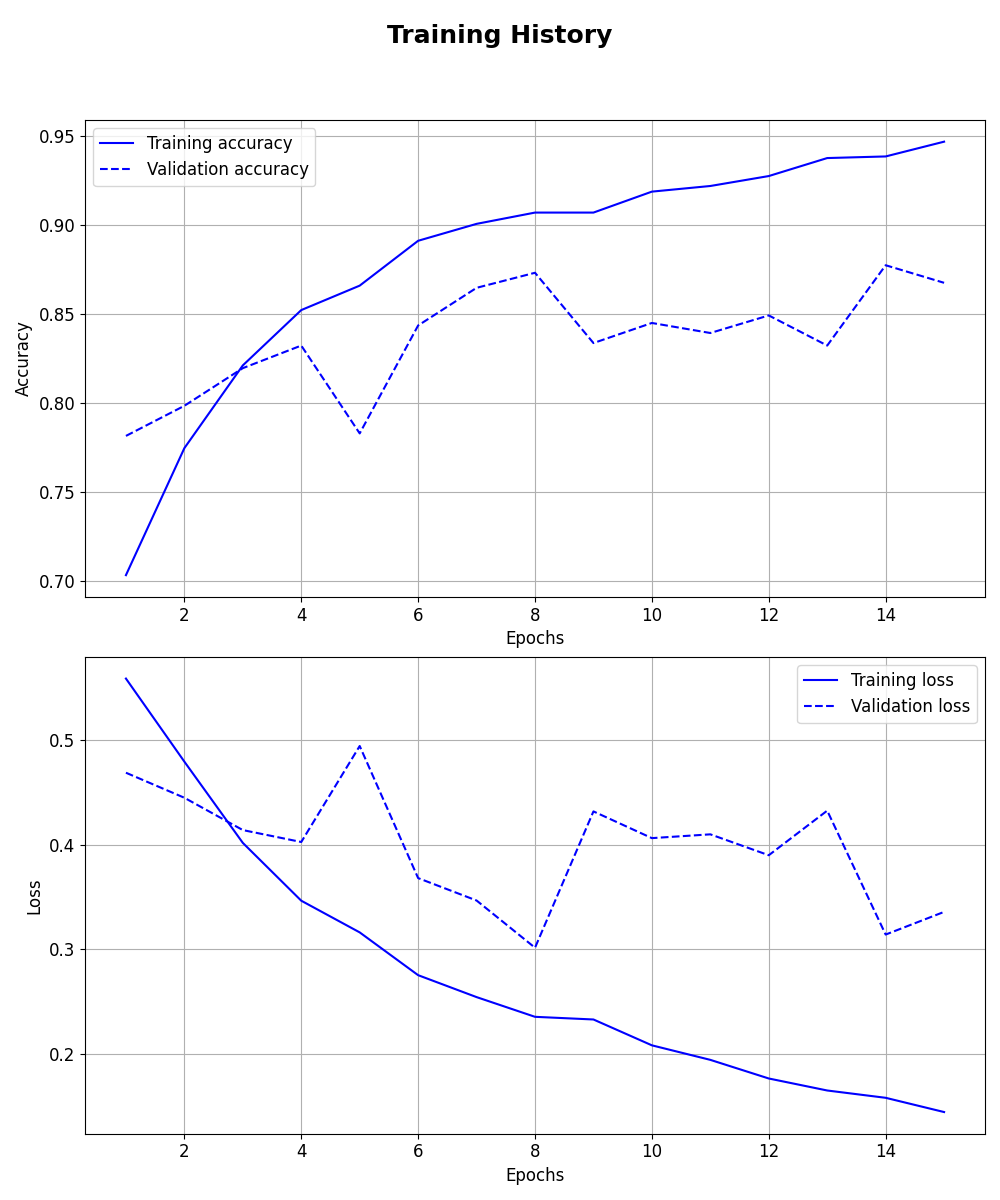 Training History
0.95
0.90
0.85
0.80
0.75
0.70
Accuracy
Training accuracy
Validation accuracy
2 4 6 8 10 12 14
Epochs
0.5
0.4
0.3
0.2
Loss
Training loss
Validation loss
2 4 6 8 10 12 14
Epochs